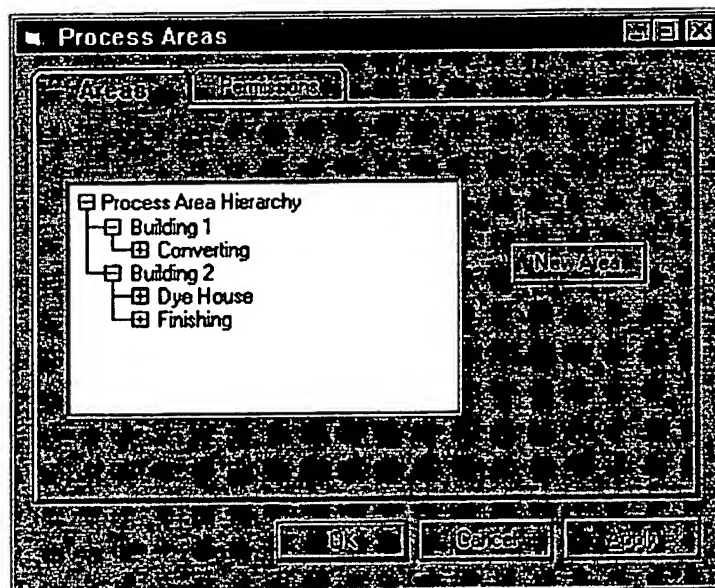 Process Areas
Areas Permissions
Process Area Hierarchy
Building 1
Converting
New Area
Building 2
Dye House
Finishing
OK Cancel Apply